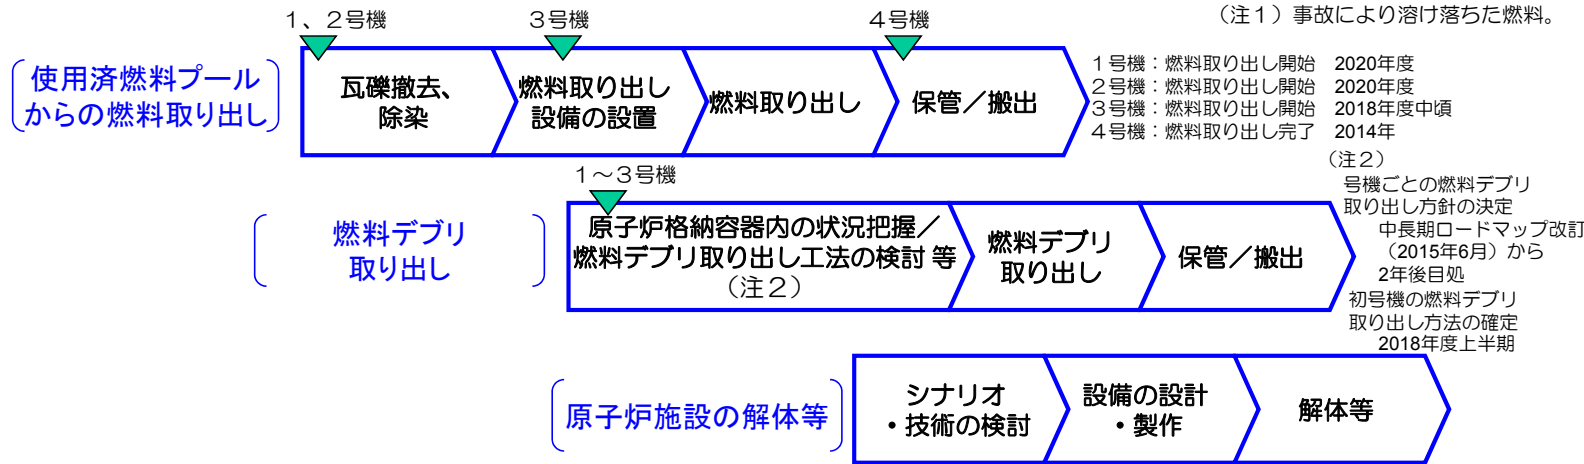 １、２号機
３号機
４号機
（注１）事故により溶け落ちた燃料。
使用済燃料プール
からの燃料取り出し
瓦礫撤去、
除染
燃料取り出し
設備の設置
燃料取り出し
保管／搬出
１号機：燃料取り出し開始　2020年度
２号機：燃料取り出し開始　2020年度
３号機：燃料取り出し開始　2018年度中頃
４号機：燃料取り出し完了　2014年
１～３号機
燃料デブリ
取り出し
原子炉格納容器内の状況把握／
燃料デブリ取り出し工法の検討 等
（注２）
燃料デブリ
取り出し
保管／搬出
（注２）
号機ごとの燃料デブリ
取り出し方針の決定
中長期ロードマップ改訂
（2015年6月）から
2年後目処
初号機の燃料デブリ
取り出し方法の確定
2018年度上半期
原子炉施設の解体等
シナリオ
・技術の検討
設備の設計
・製作
解体等